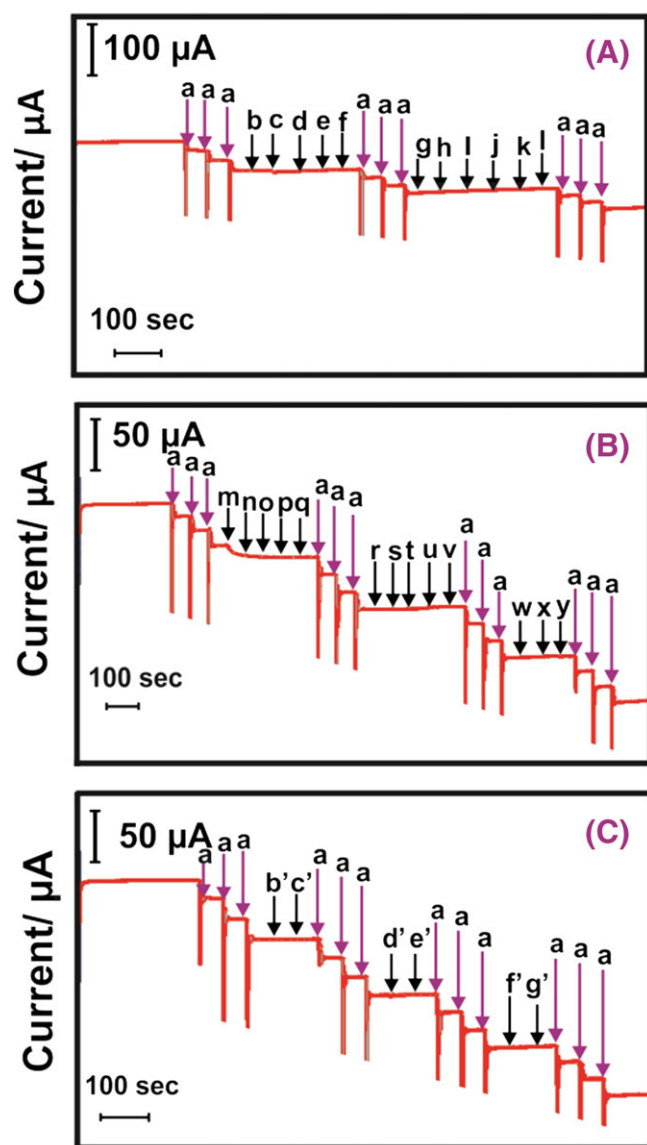 100 µA
(A)
a a a b c d e f a a a g h I j k l a a a
Current/ µA
100 sec
50 µA
(B)
a a a m n o p q a a a r s t u v a a a w x y a a a
Current/ µA
100 sec
50 µA
(C)
a a a b’ c’ a a a d’ e’ a a a f’ g’ a a a
Current/ µA
100 sec